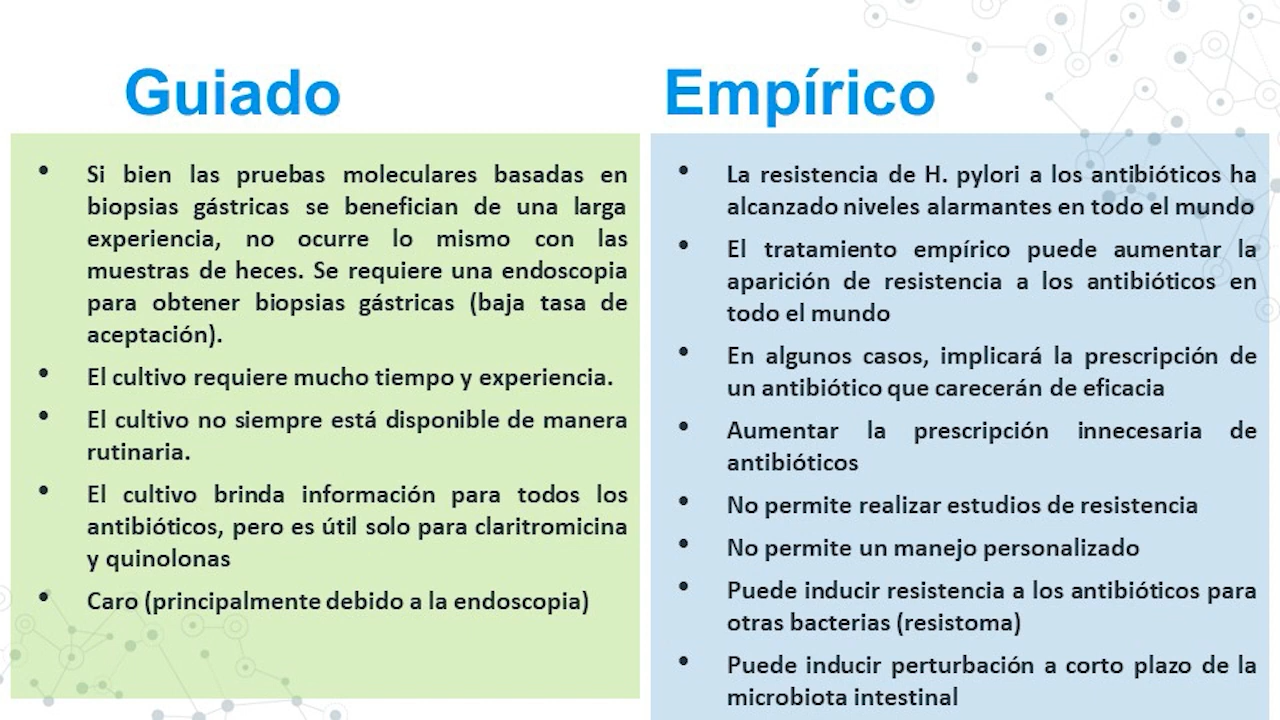 Guiado
• Si bien las pruebas moleculares basadas en
biopsias gástricas se benefician de una larga
experiencia, no ocurre lo mismo con las
muestras de heces. Se requiere una endoscopia
para obtener biopsias gástricas (baja tasa de
aceptación).
• El cultivo requiere mucho tiempo y experiencia.
• El cultivo no siempre está disponible de manera
rutinaria.
• El cultivo brinda información para todos los
antibióticos, pero es útil solo para claritromicina
y quinolonas
• Caro (principalmente debido a la endoscopia)
Empírico
• La resistencia de H. pylori a los antibióticos ha
alcanzado niveles alarmantes en todo el mundo
• El tratamiento empírico puede aumentar la
aparición de resistencia a los antibióticos en
todo el mundo
• En algunos casos, implicará la prescripción de
un antibiótico que carecerán de eficacia
• Aumentar la prescripción innecesaria de
antibióticos
• No permite realizar estudios de resistencia
• No permite un manejo personalizado
• Puede inducir resistencia a los antibióticos para
otras bacterias (resistoma)
• Puede inducir perturbación a corto plazo de la
microbiota intestinal